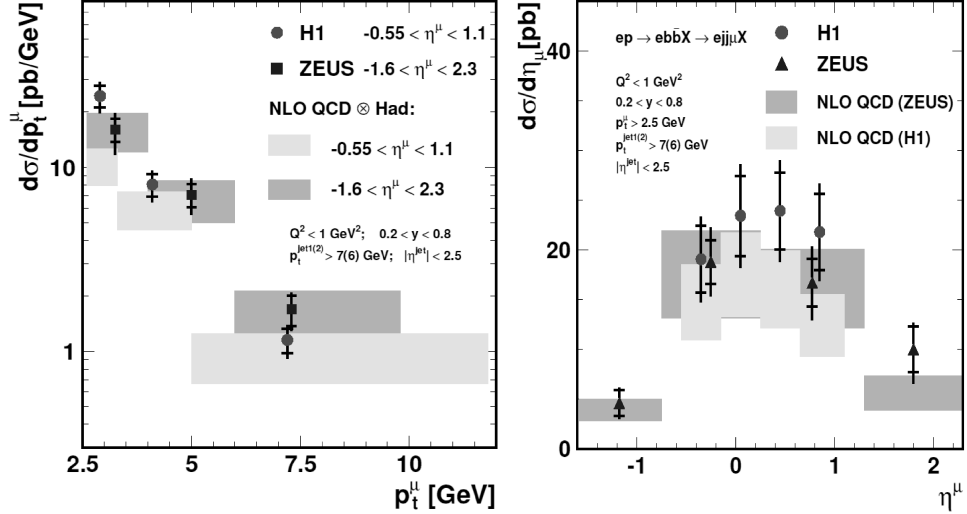 dσ/dp_t^μ [pb/GeV]
10
1
2.5 5 7.5 10
p_t^μ [GeV]
H1 -0.55 < η^μ < 1.1
ZEUS -1.6 < η^μ < 2.3
NLO QCD ⊗ Had:
-0.55 < η^μ < 1.1
-1.6 < η^μ < 2.3
Q² < 1 GeV²; 0.2 < y < 0.8
p_t^jet1(2) > 7(6) GeV; |η^jet| < 2.5
dσ/dη_μ[pb]
40
20
0
-1 0 1 2
η^μ
ep → ebb̄X → ejjμX
Q² < 1 GeV²
0.2 < y < 0.8
p_t^μ > 2.5 GeV
p_t^jet1(2) > 7(6) GeV
|η^jet| < 2.5
H1
ZEUS
NLO QCD (ZEUS)
NLO QCD (H1)